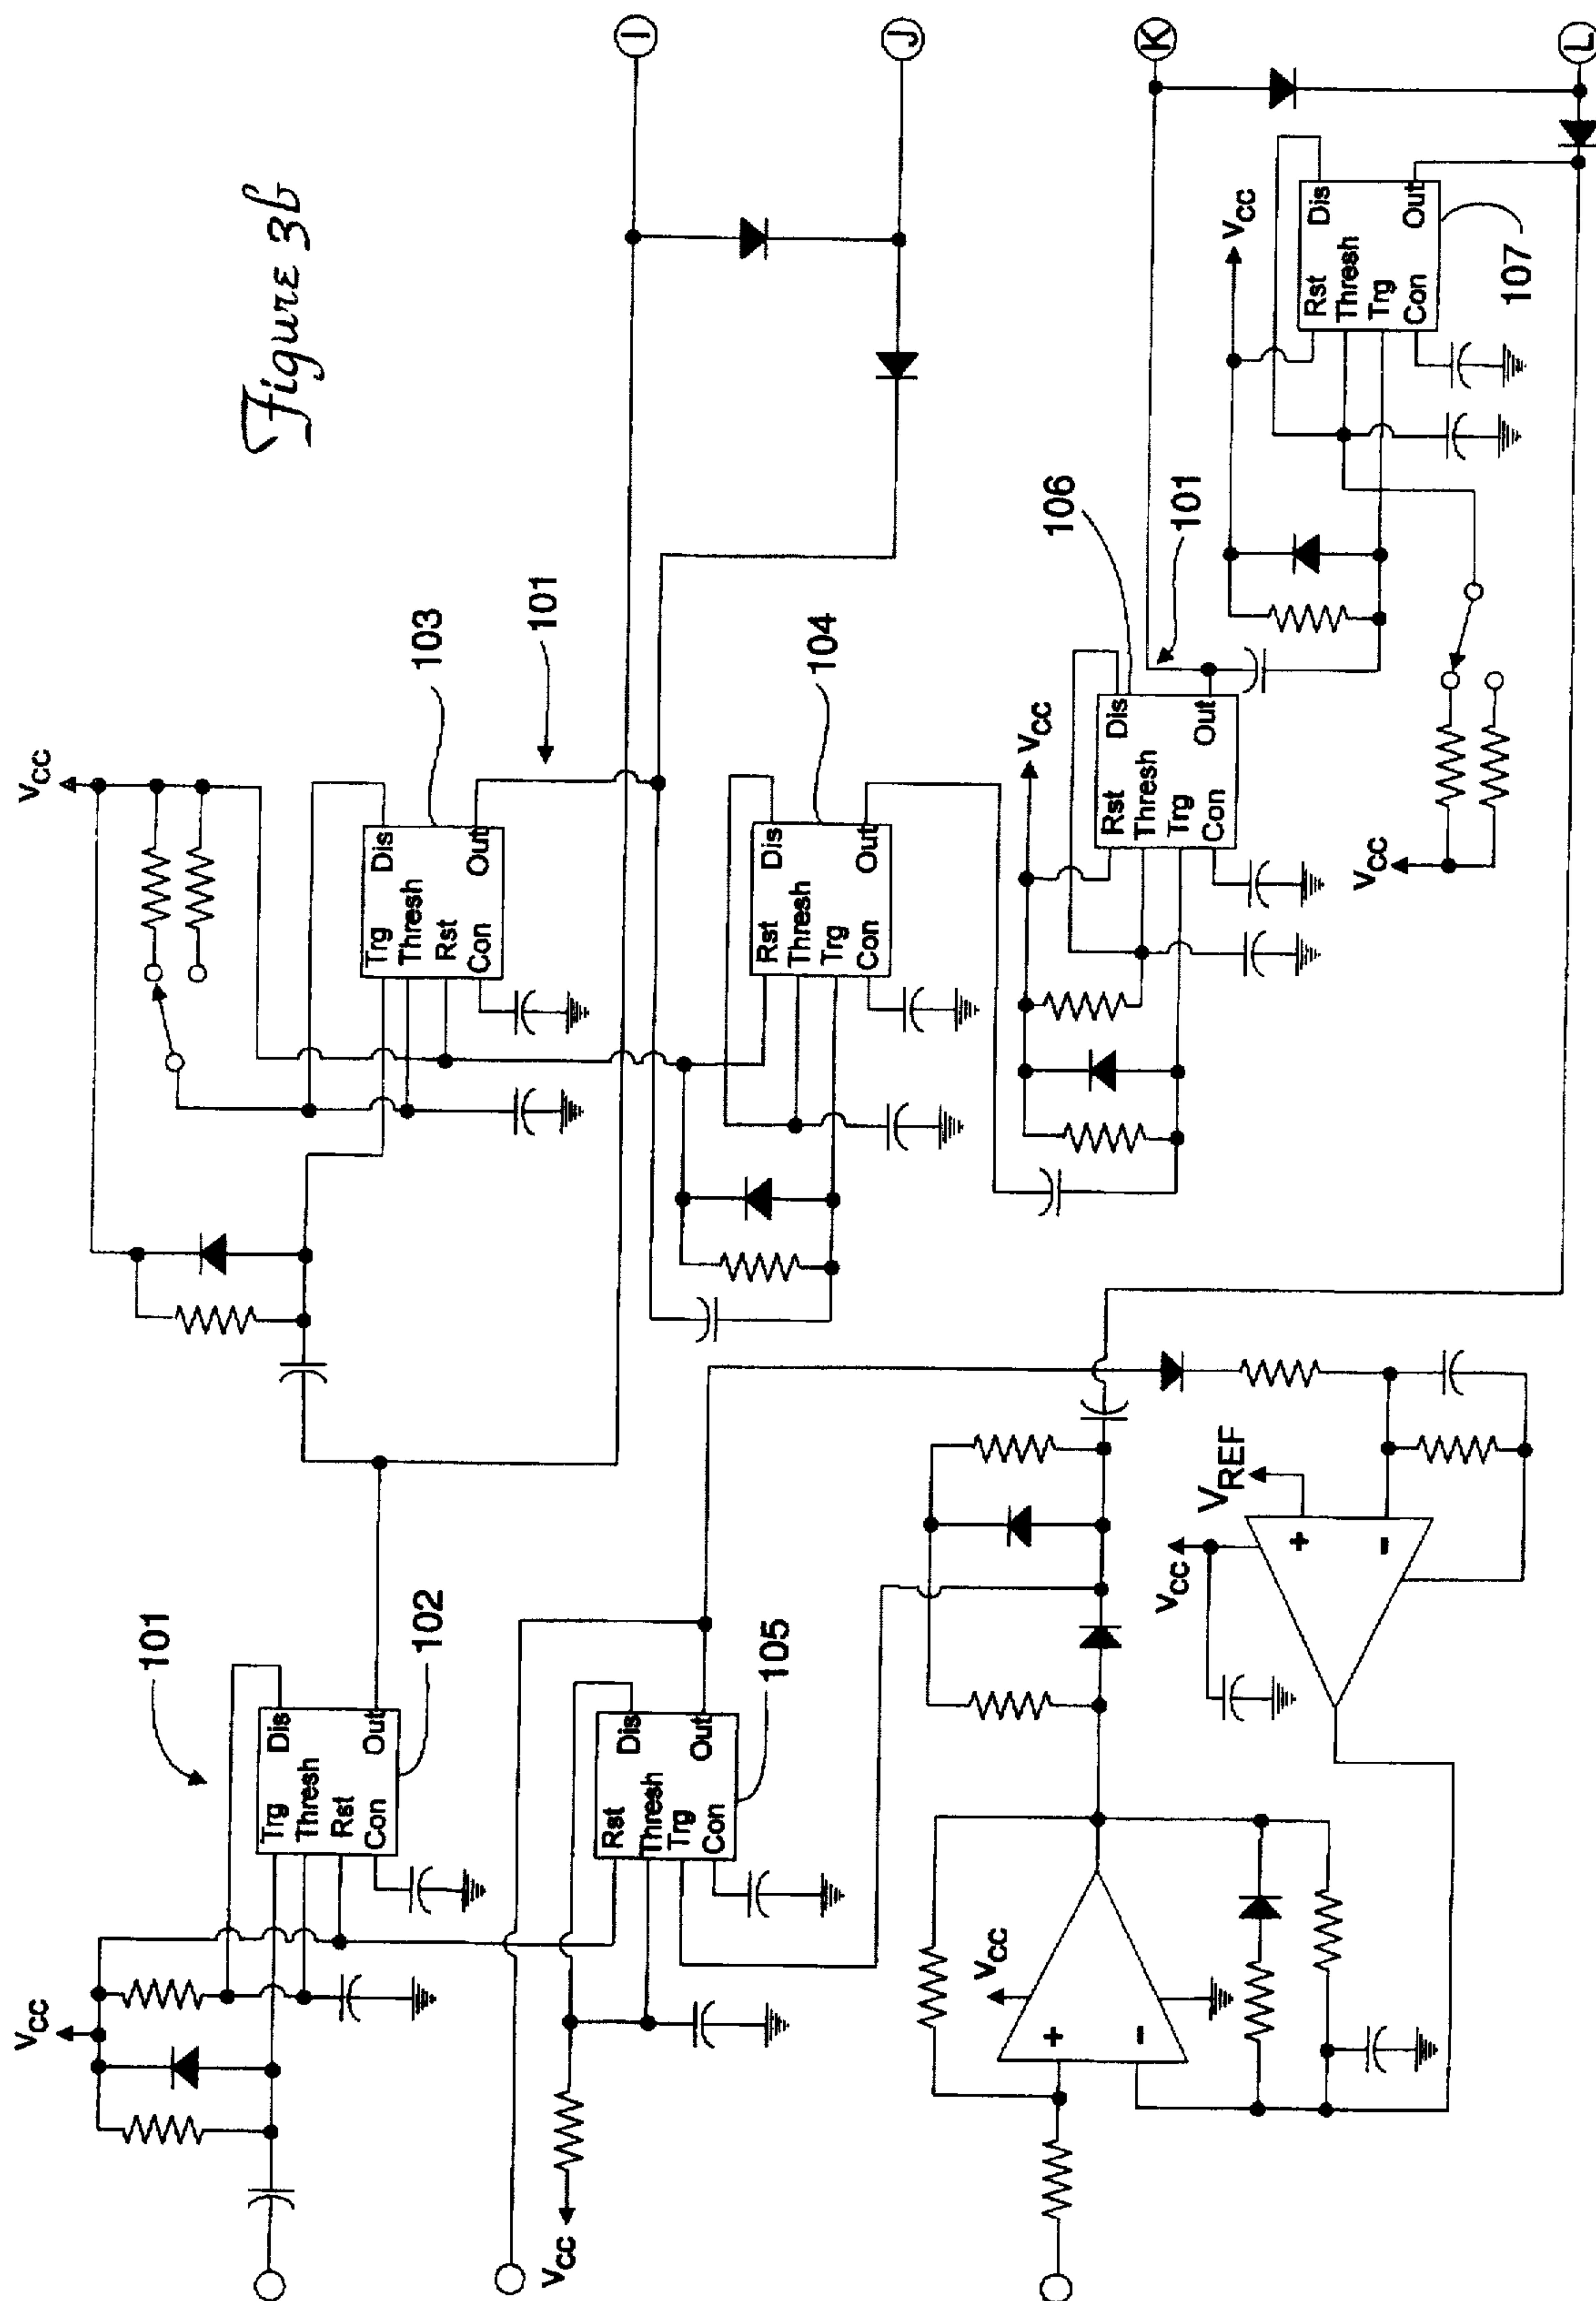 Figure 3b
I
J
K
L
Vcc
103
Trg
Thresh
Rst
Con
Dis
Out
101
104
Rst
Thresh
Trg
Con
Dis
Out
106
101
Vcc
Rst
Thresh
Trg
Con
Dis
Out
Vcc
Rst
Thresh
Trg
Con
Dis
Out
107
Vcc
101
102
Vcc
Trg
Thresh
Rst
Con
Dis
Out
105
Vcc
Rst
Thresh
Trg
Con
Dis
Out
Vcc
+
-
VREF
Vcc
+
-